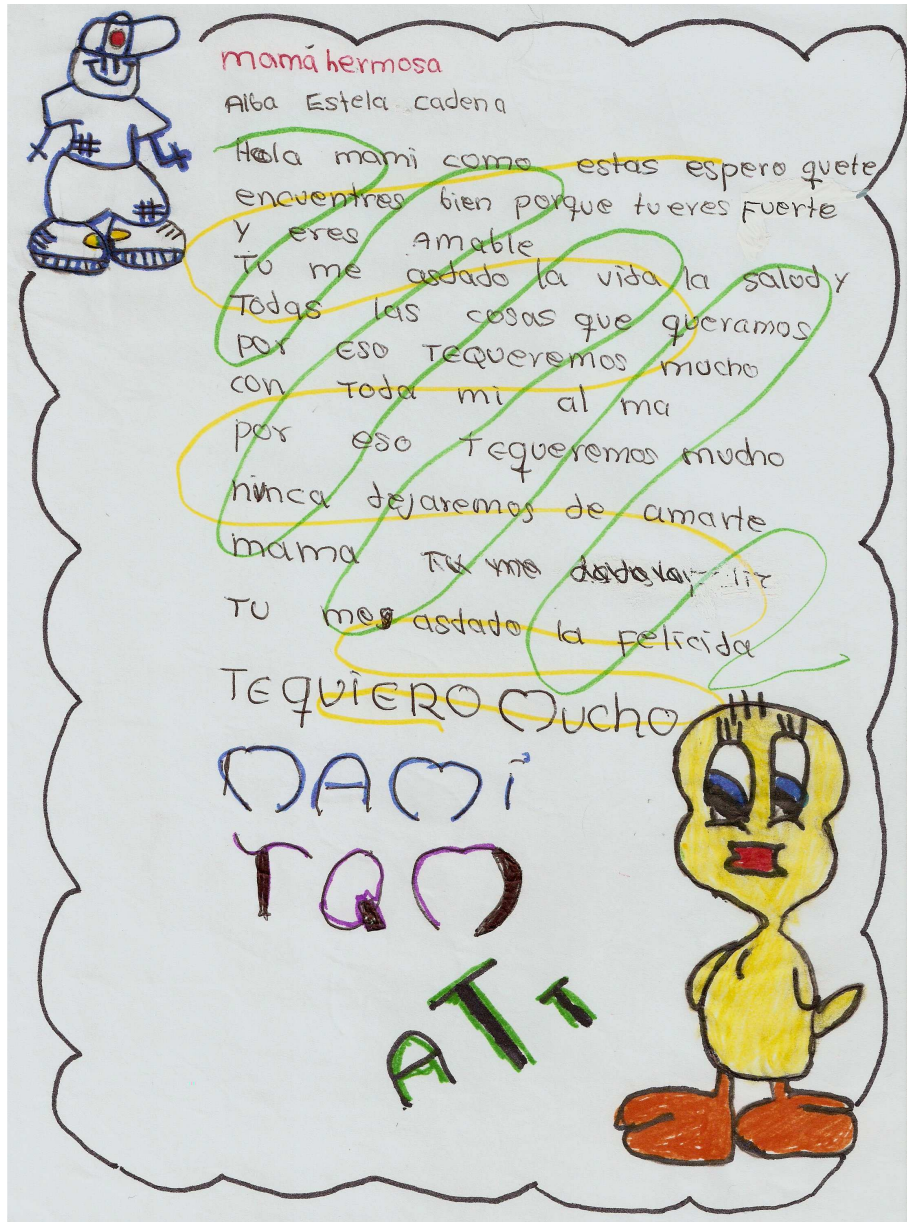 mamá hermosa
Alba Estela cadena
Hola mami como estas espero quete
encuentres bien porque tu eres Fuerte
y eres Amable
Tu me asdado la vida la salud y
Todas las cosas que queramos
por eso Tequeremos mucho
con Toda mi al ma
por eso Tequeremos mucho
nunca dejaremos de amarte
mama Tu me
Tu mes asdado la Felicida
TEQUIERO MUCHO
MAMi
TQM
ATT